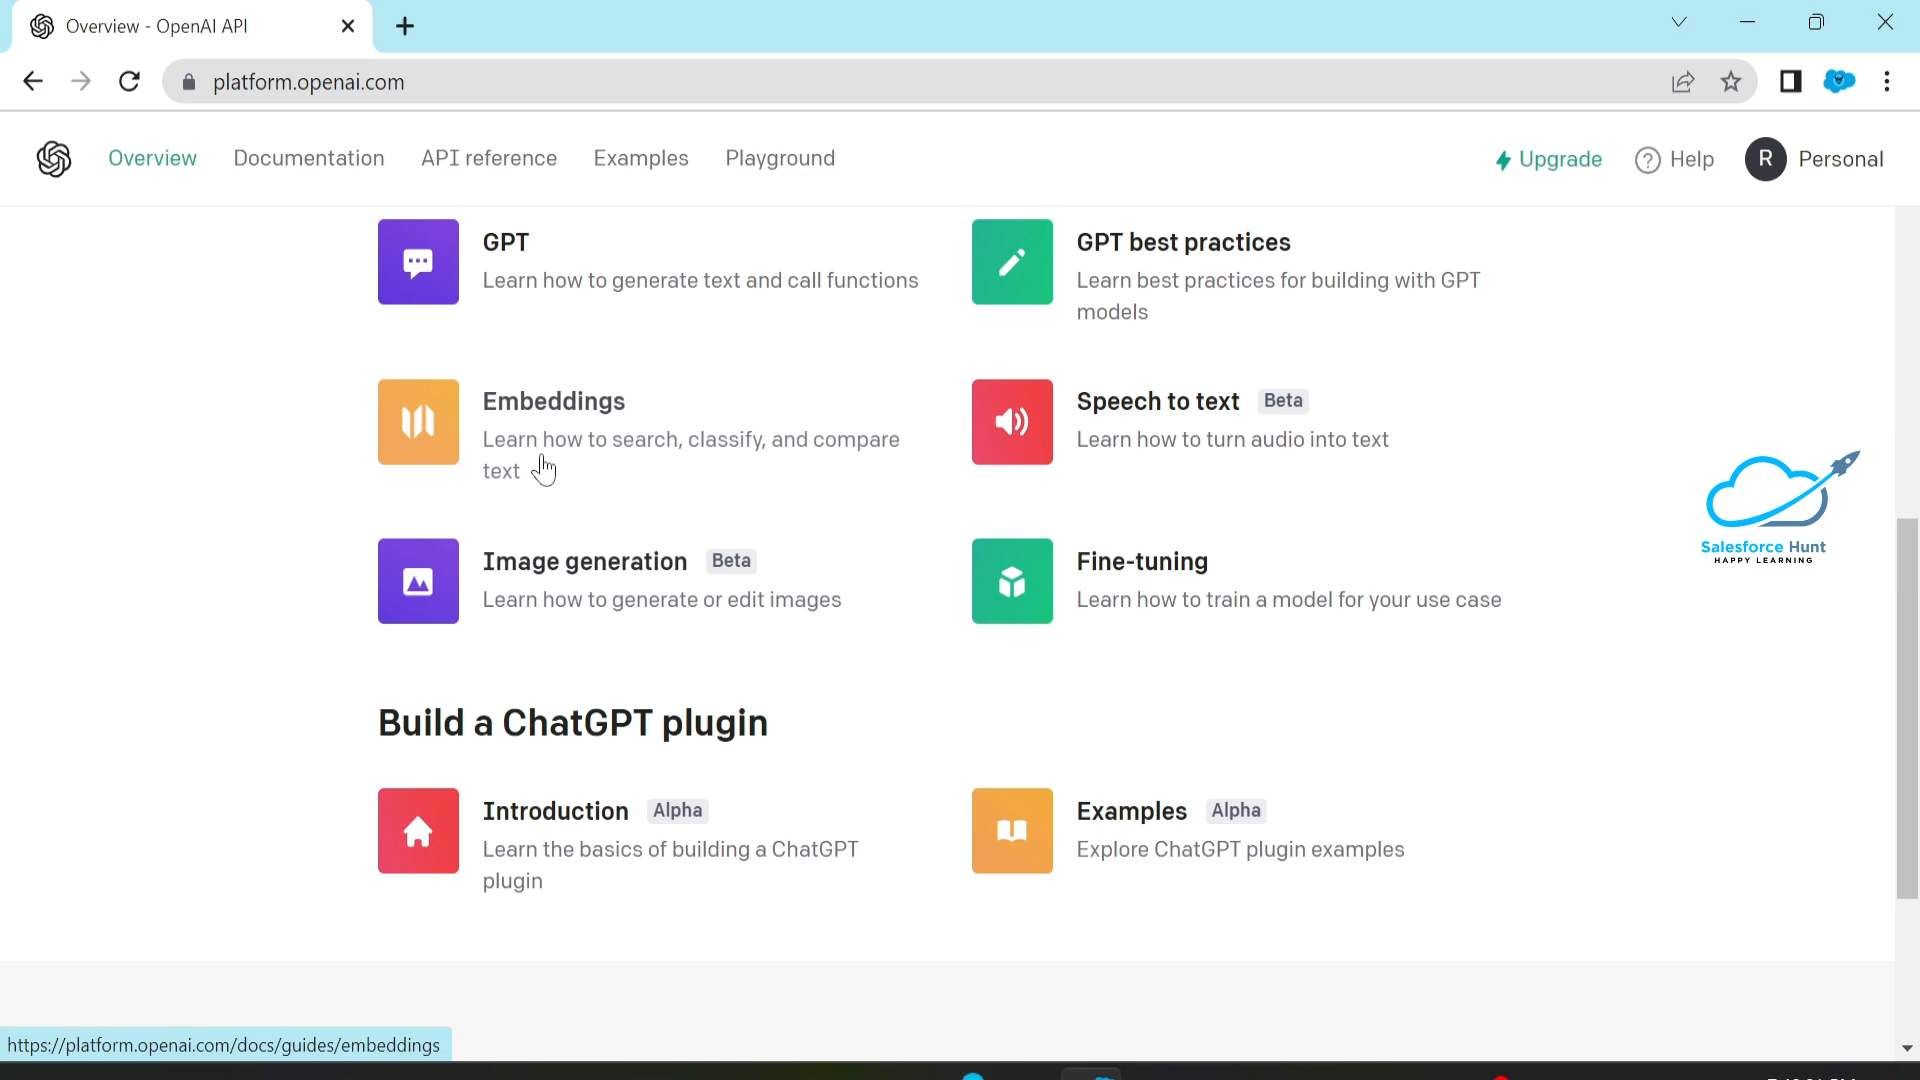 Overview - OpenAI API
platform.openai.com
Overview Documentation API reference Examples Playground Upgrade ? Help R Personal
GPT
Learn how to generate text and call functions
GPT best practices
Learn best practices for building with GPT
models
Embeddings
Learn how to search, classify, and compare
text
Speech to text Beta
Learn how to turn audio into text
Image generation Beta
Learn how to generate or edit images
Fine-tuning
Learn how to train a model for your use case
Salesforce Hunt
HAPPY LEARNING
Build a ChatGPT plugin
Introduction Alpha
Learn the basics of building a ChatGPT
plugin
Examples Alpha
Explore ChatGPT plugin examples
https://platform.openai.com/docs/guides/embeddings